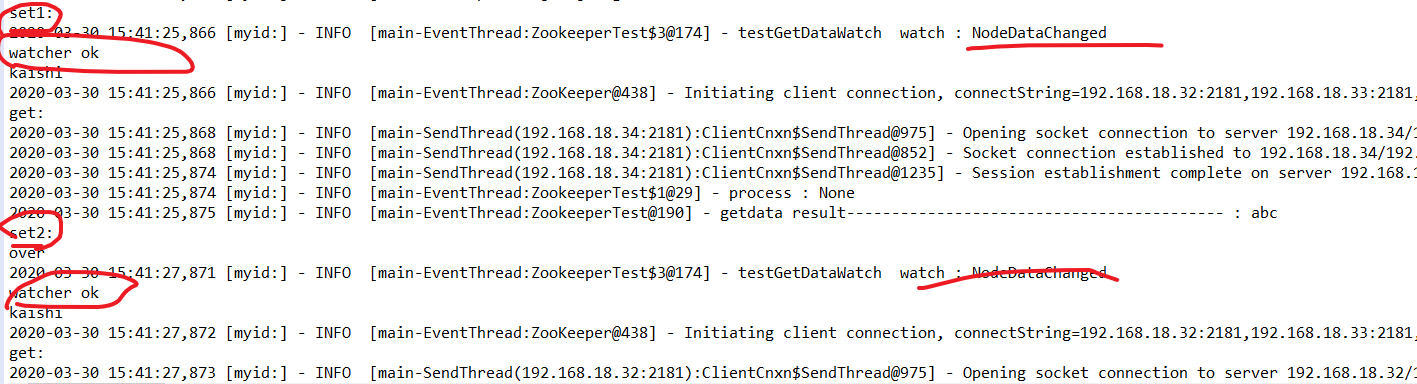 set1:
2020-03-30 15:41:25,866 [myid:] - INFO  [main-EventThread:ZookeeperTest$3@174] - testGetDataWatch  watch : NodeDataChanged
watcher ok
kaishi
2020-03-30 15:41:25,866 [myid:] - INFO  [main-EventThread:ZooKeeper@438] - Initiating client connection, connectString=192.168.18.32:2181,192.168.18.33:2181,
get:
2020-03-30 15:41:25,868 [myid:] - INFO  [main-SendThread(192.168.18.34:2181):ClientCnxn$SendThread@975] - Opening socket connection to server 192.168.18.34/1
2020-03-30 15:41:25,868 [myid:] - INFO  [main-SendThread(192.168.18.34:2181):ClientCnxn$SendThread@852] - Socket connection established to 192.168.18.34/192.
2020-03-30 15:41:25,874 [myid:] - INFO  [main-SendThread(192.168.18.34:2181):ClientCnxn$SendThread@1235] - Session establishment complete on server 192.168.1
2020-03-30 15:41:25,874 [myid:] - INFO  [main-EventThread:ZookeeperTest$1@29] - process : None
2020-03-30 15:41:25,875 [myid:] - INFO  [main-EventThread:ZookeeperTest@190] - getdata result------------------------------------------ : abc
set2:
over
2020-03-30 15:41:27,871 [myid:] - INFO  [main-EventThread:ZookeeperTest$3@174] - testGetDataWatch  watch : NodeDataChanged
watcher ok
kaishi
2020-03-30 15:41:27,872 [myid:] - INFO  [main-EventThread:ZooKeeper@438] - Initiating client connection, connectString=192.168.18.32:2181,192.168.18.33:2181,
get:
2020-03-30 15:41:27,873 [myid:] - INFO  [main-SendThread(192.168.18.32:2181):ClientCnxn$SendThread@975] - Opening socket connection to server 192.168.18.32/1